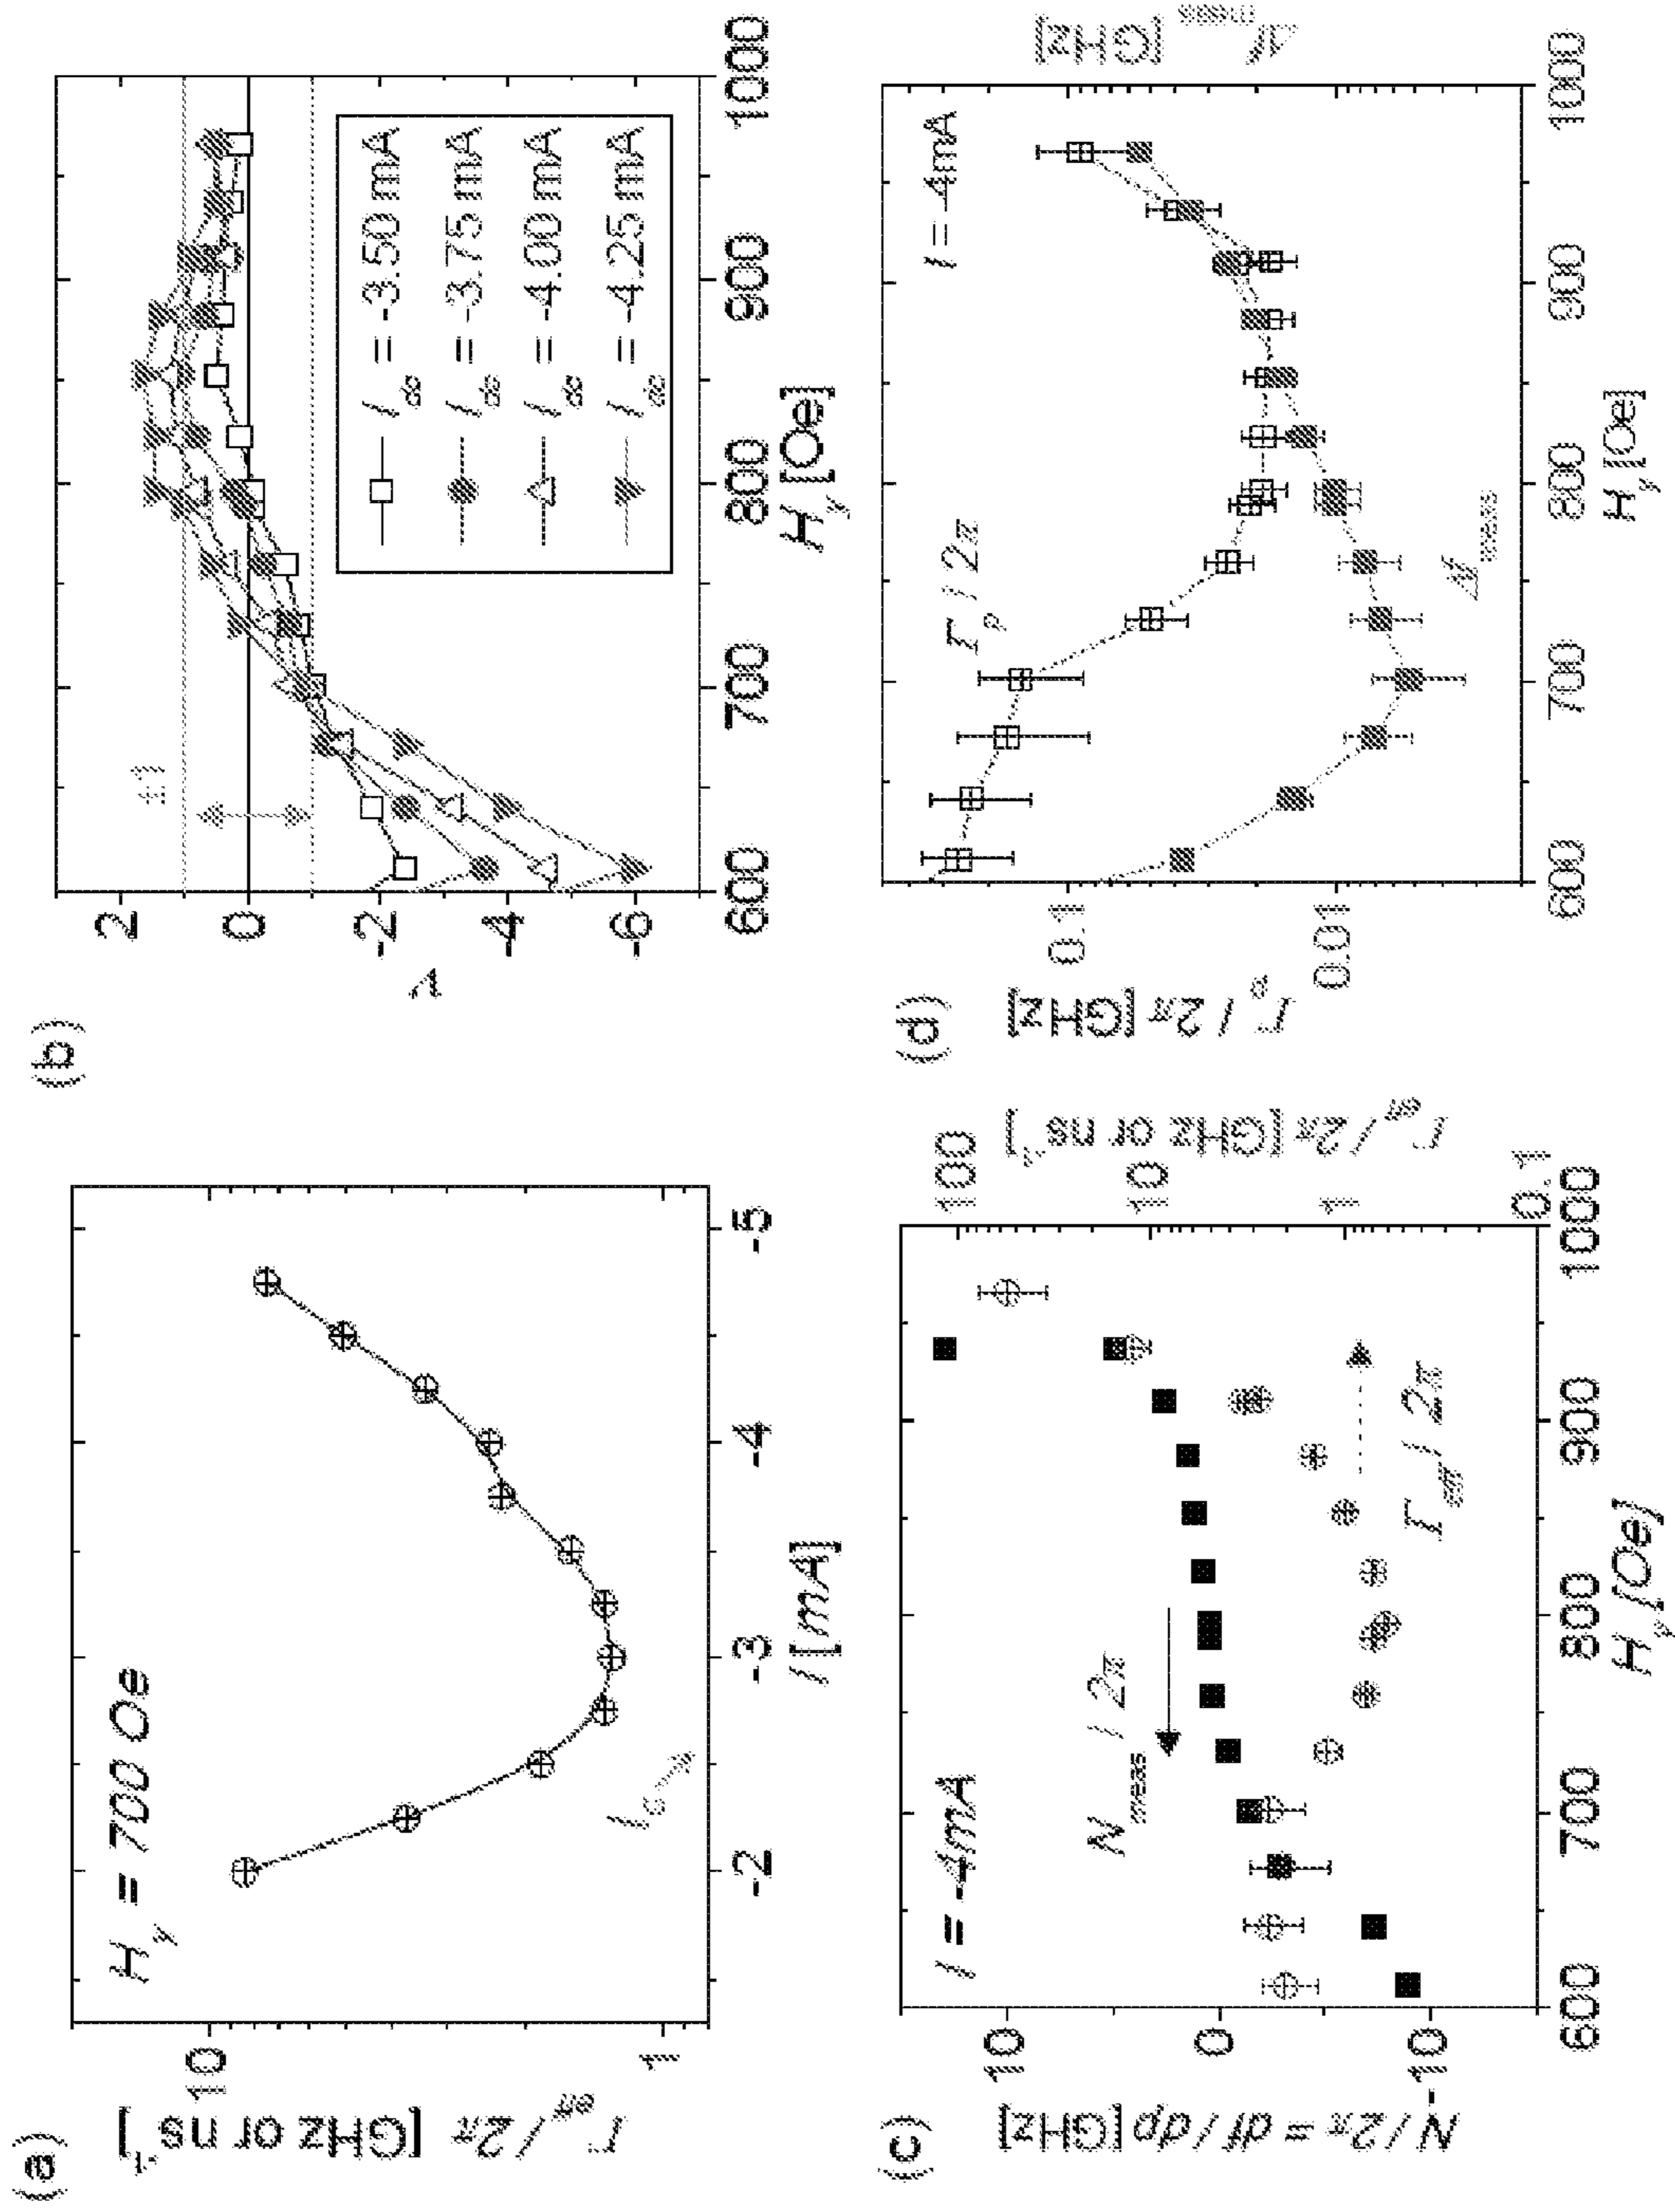 (a)
Γeff/2π
[GHz or ns⁻¹]
10
1
H_y = 700 Oe
I_c
-2
-3
-4
-5
I [mA]
(b)
ν
2
0
-2
-4
-6
±1
I_dc = -3.50 mA
I_dc = -3.75 mA
I_dc = -4.00 mA
I_dc = -4.25 mA
600
700
800
900
1000
H_y [Oe]
(c)
N/2π = df/dp [GHz]
10
0
-10
I = -4mA
N_meas / 2π
Γ_eff / 2π
100
10
1
0.1
Γ_eff/2π [GHz or ns⁻¹]
600
700
800
900
1000
H_y [Oe]
(d)
Γ_p / 2π [GHz]
0.1
0.01
I = -4mA
Γ_p / 2π
Δf_meas
Δf_meas
[GHz]
600
700
800
900
1000
H_y [Oe]